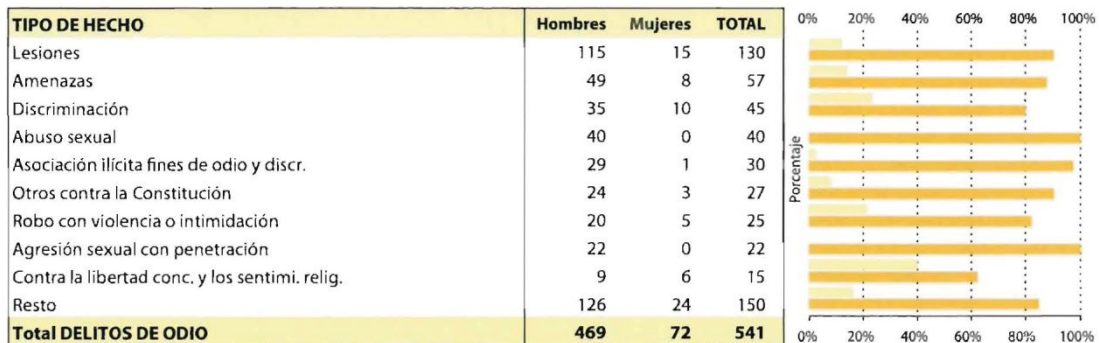 TIPO DE HECHO Hombres Mujeres TOTAL
Lesiones 115 15 130
Amenazas 49 8 57
Discriminación 35 10 45
Abuso sexual 40 0 40
Asociación ilícita fines de odio y discr. 29 1 30
Otros contra la Constitución 24 3 27
Robo con violencia o intimidación 20 5 25
Agresión sexual con penetración 22 0 22
Contra la libertad conc. y los sentimi. relig. 9 6 15
Resto 126 24 150
Total DELITOS DE ODIO 469 72 541
0% 20% 40% 60% 80% 100%
Porcentaje
0% 20% 40% 60% 80% 100%